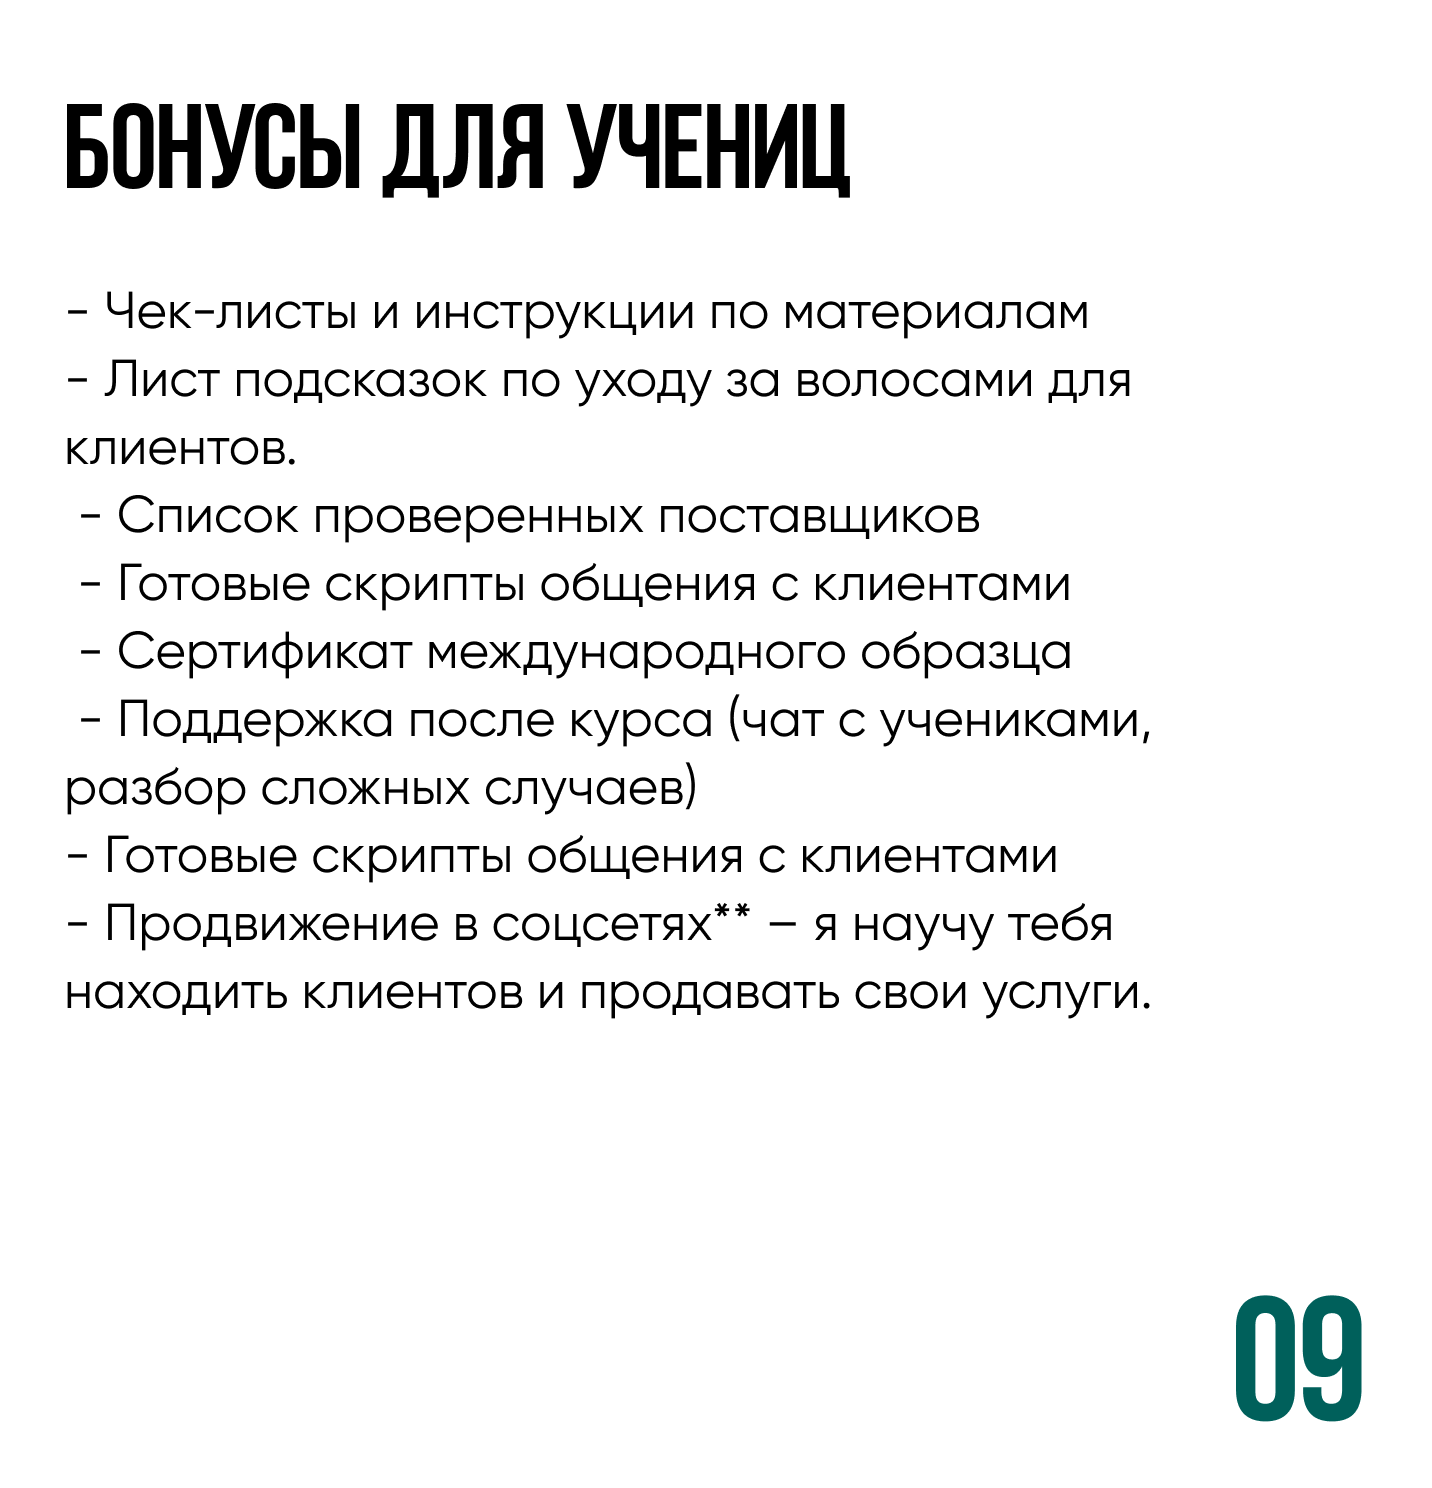 БОНУСЫ ДЛЯ УЧЕНИЦ
- Чек-листы и инструкции по материалам
- Лист подсказок по уходу за волосами для
клиентов.
- Список проверенных поставщиков
- Готовые скрипты общения с клиентами
- Сертификат международного образца
- Поддержка после курса (чат с учениками,
разбор сложных случаев)
- Готовые скрипты общения с клиентами
- Продвижение в соцсетях** – я научу тебя
находить клиентов и продавать свои услуги.
09